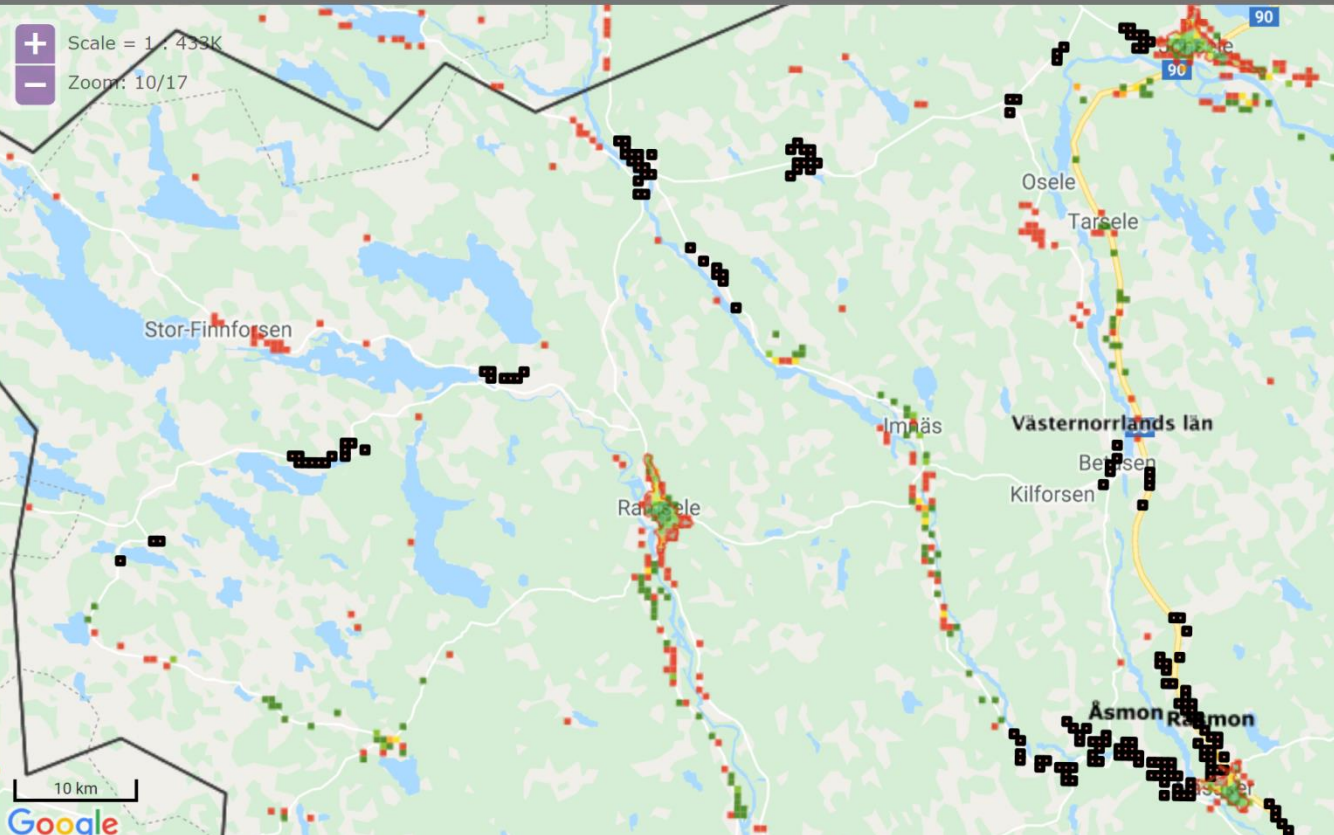 +
Scale = 1 : 433K
−
Zoom: 10/17
90
90
Osele
Tarsele
Stor-Finnforsen
Imnäs
Västernorrlands län
Kilforsen
Åsmon
10 km
Google